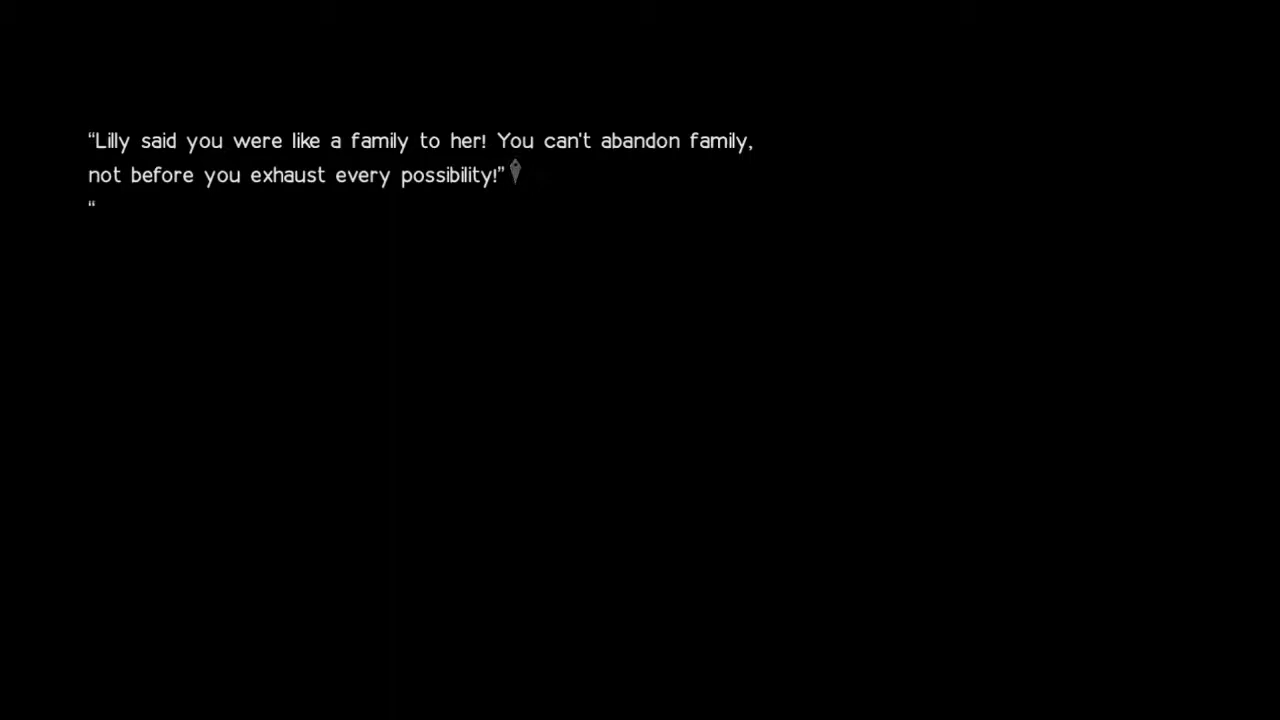 “Lilly said you were like a family to her! You can't abandon family,
not before you exhaust every possibility!”
“